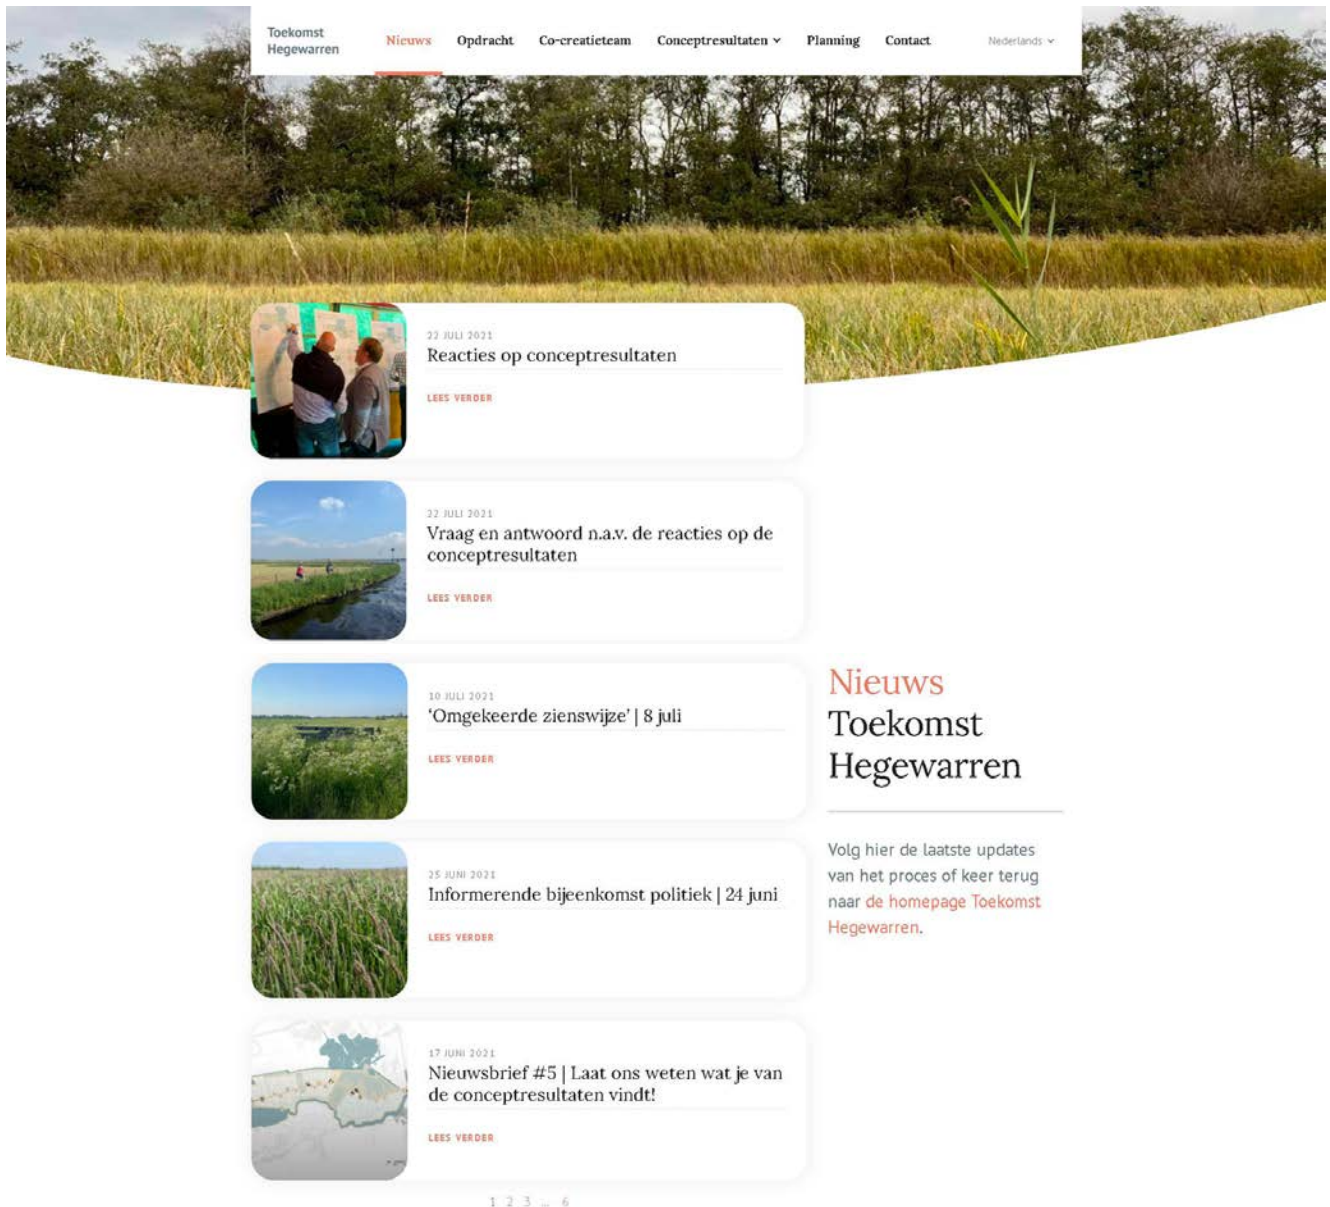 Toekomst
Hegewarren
Nieuws Opdracht Co-creatieteam Conceptresultaten Planning Contact Nederlands
22 JULI 2021
Reacties op conceptresultaten
LEES VERDER
22 JULI 2021
Vraag en antwoord n.a.v. de reacties op de
conceptresultaten
LEES VERDER
10 JULI 2021
‘Omgekeerde zienswijze’ | 8 juli
LEES VERDER
25 JUNI 2021
Informerende bijeenkomst politiek | 24 juni
LEES VERDER
17 JUNI 2021
Nieuwsbrief #5 | Laat ons weten wat je van
de conceptresultaten vindt!
LEES VERDER
1 2 3 ... 6
Nieuws
Toekomst
Hegewarren
Volg hier de laatste updates
van het proces of keer terug
naar de homepage Toekomst
Hegewarren.